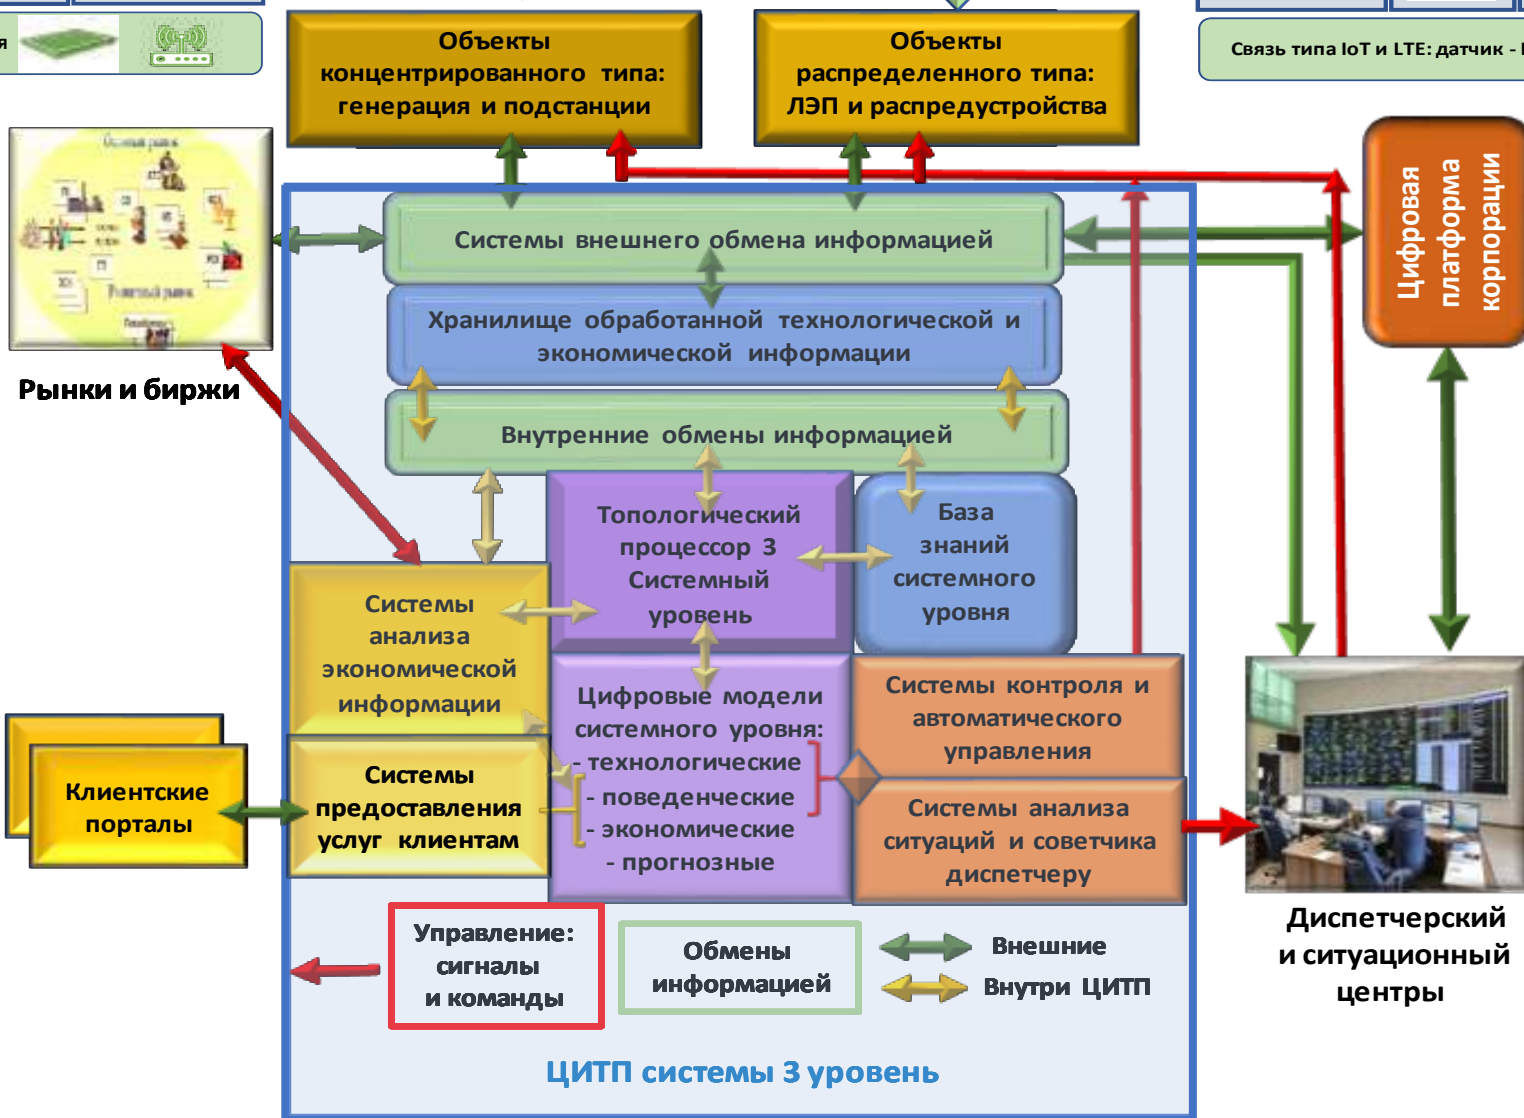 я
Объекты
концентрированного типа:
генерация и подстанции
Объекты
распределенного типа:
ЛЭП и распредустройства
Связь типа IoT и LTE: датчик -
Цифровая
платформа
корпорации
Рынки и биржи
Системы внешнего обмена информацией
Хранилище обработанной технологической и
экономической информации
Внутренние обмены информацией
Топологический
процессор 3
Системный
уровень
База
знаний
системного
уровня
Системы
анализа
экономической
информации
Цифровые модели
системного уровня:
- технологические
- поведенческие
- экономические
- прогнозные
Системы контроля и
автоматического
управления
Клиентские
порталы
Системы
предоставления
услуг клиентам
Системы анализа
ситуаций и советчика
диспетчеру
Диспетчерский
и ситуационный
центры
Управление:
сигналы
и команды
Обмены
информацией
Внешние
Внутри ЦИТП
ЦИТП системы 3 уровень